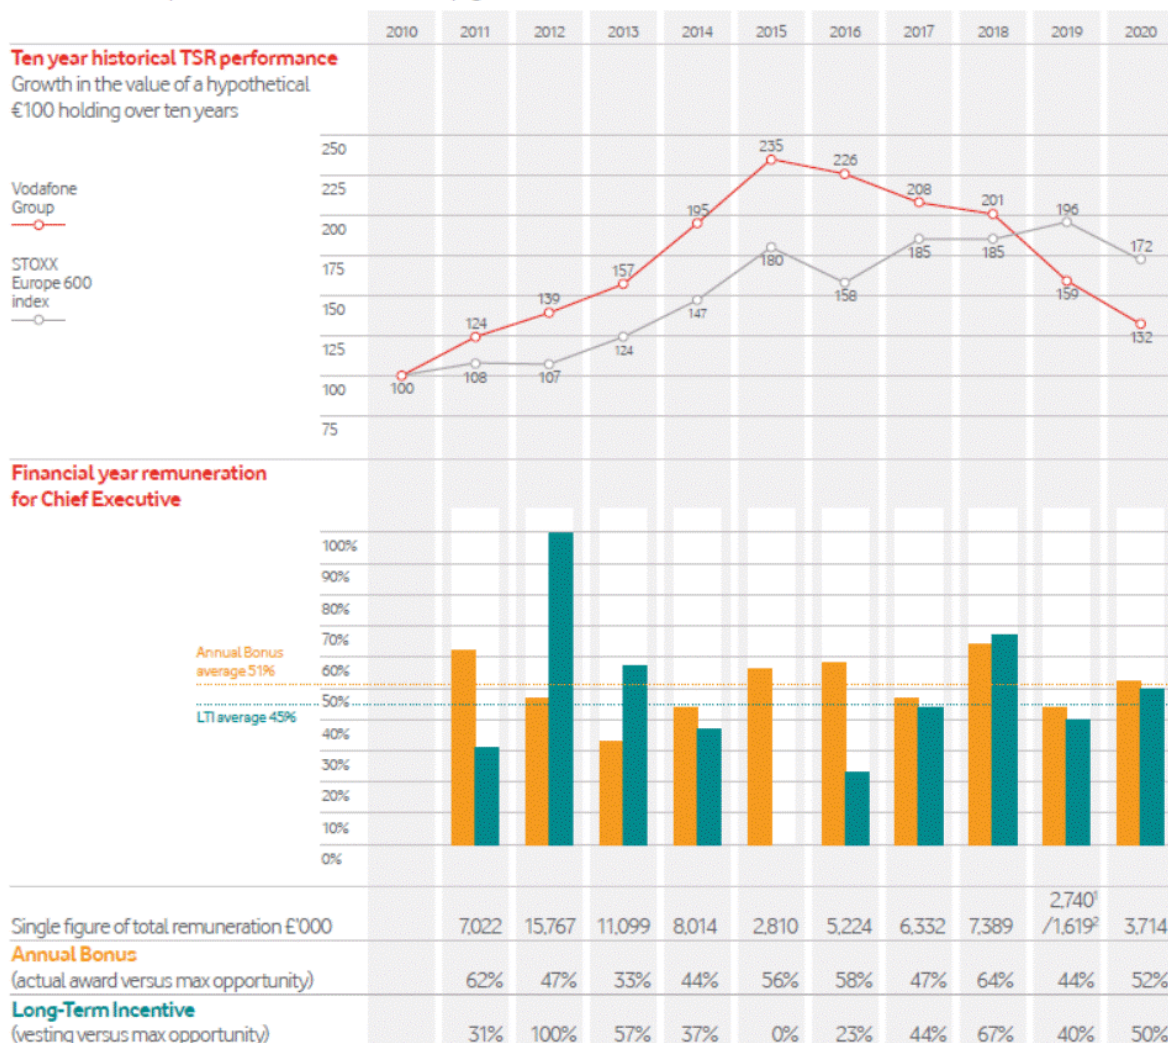 2010 2011 2012 2013 2014 2015 2016 2017 2018 2019 2020
Ten year historical TSR performance
Growth in the value of a hypothetical
€100 holding over ten years
250
225
200
175
150
125
100
75
Vodafone
Group
STOXX
Europe 600
index
100 124 139 157 195 235 226 208 201 159 132
108 107 124 147 180 158 185 185 196 172
Financial year remuneration
for Chief Executive
100%
90%
80%
70%
60%
50%
40%
30%
20%
10%
0%
Annual Bonus
average 51%
LTI average 45%
2,740¹
Single figure of total remuneration £'000 7,022 15,767 11,099 8,014 2,810 5,224 6,332 7,389 /1,619² 3,714
Annual Bonus
(actual award versus max opportunity) 62% 47% 33% 44% 56% 58% 47% 64% 44% 52%
Long-Term Incentive
(vesting versus max opportunity) 31% 100% 57% 37% 0% 23% 44% 67% 40% 50%